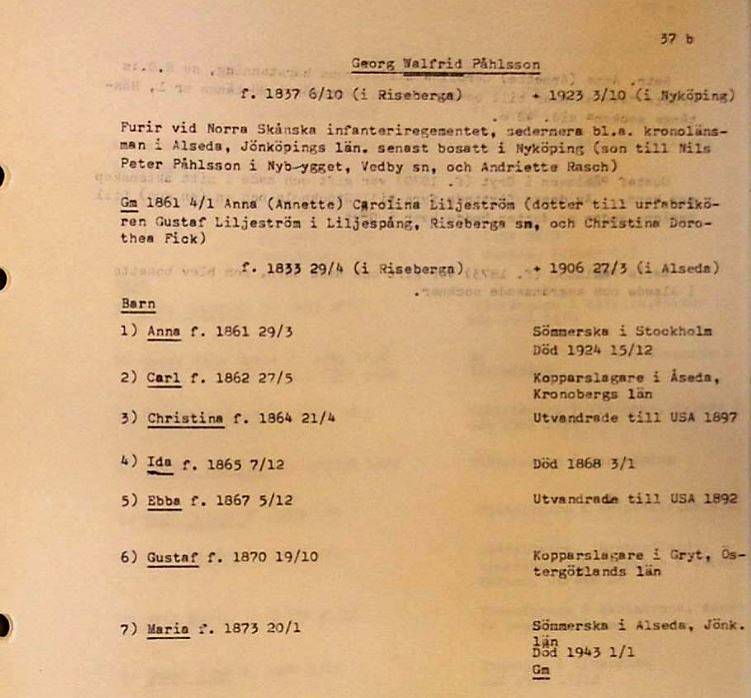 37 b
Georg Walfrid Påhlsson
f. 1837 6/10 (i Riseberga) + 1923 3/10 (i Nyköping)
Furir vid Norra Skånska infanteriregementet, sedermera bl.a. kronoläns-
man i Alseda, Jönköpings län. senast bosatt i Nyköping (son till Nils
Peter Påhlsson i Nyb-ygget, Vedby sn, och Andriette Rasch)
Gm 1861 4/1 Anna (Annette) Carolina Liljeström (dotter till urfabrikö-
ren Gustaf Liljeström i Liljespång, Riseberga sn, och Christina Doro-
thea Fick)
f. 1833 29/4 (i Riseberga) + 1906 27/3 (i Alseda)
Barn
1) Anna f. 1861 29/3 Sömmerska i Stockholm
Död 1924 15/12
2) Carl f. 1862 27/5 Kopparslagare i Åseda,
Kronobergs län
3) Christina f. 1864 21/4 Utvandrade till USA 1897
4) Ida f. 1865 7/12 Död 1868 3/1
5) Ebba f. 1867 5/12 Utvandrade till USA 1892
6) Gustaf f. 1870 19/10 Kopparslagare i Gryt, Ös-
tergötlands län
7) Maria f. 1873 20/1 Sömmerska i Alseda, Jönk.
län
Död 1943 1/1
Gm